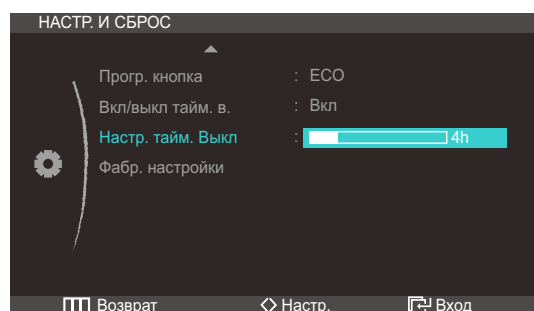 НАСТР. И СБРОС
Прогр. кнопка : ECO
Вкл/выкл тайм. в. : Вкл
Настр. тайм. Выкл : 4h
Фабр. настройки
Возврат Настр. Вход